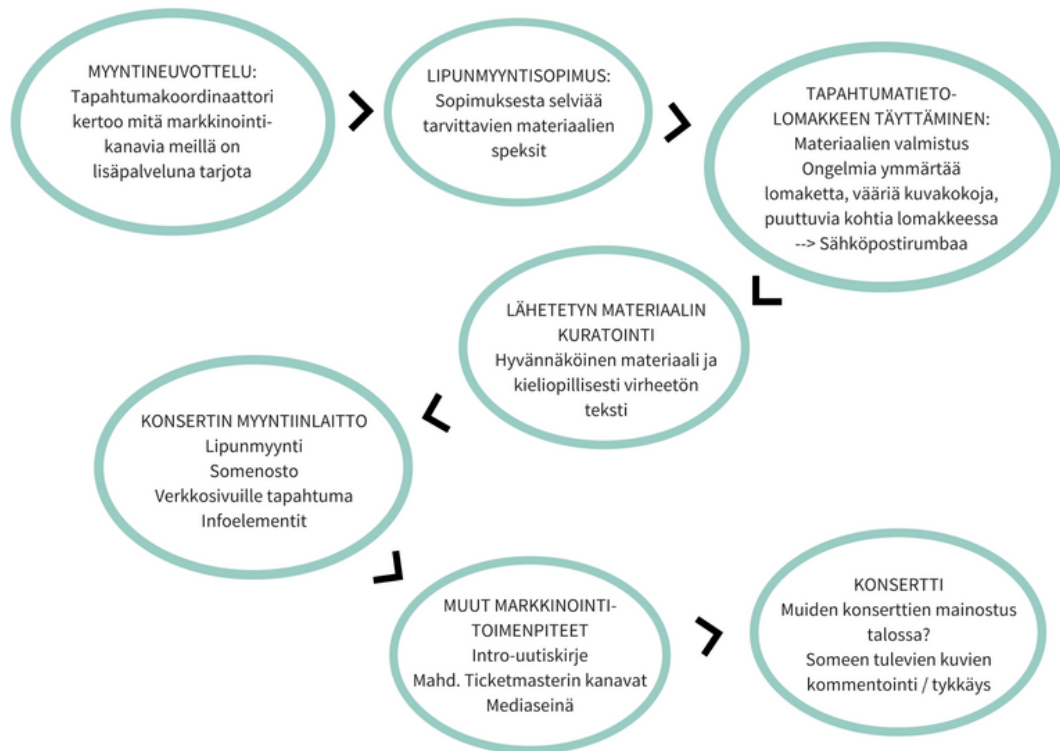 MYYNTINEUVOTTELU:
Tapahtumakoordinaattori
kertoo mitä markkinointi-
kanavia meillä on
lisäpalveluna tarjota
LIPUNMYYNTISOPIMUS:
Sopimuksesta selviää
tarvittavien materiaalien
speksit
TAPAHTUMATIETO-
LOMAKKEEN TÄYTTÄMINEN:
Materiaalien valmistus
Ongelmia ymmärtää
lomaketta, vääriä kuvakokoja,
puuttuvia kohtia lomakkeessa
--> Sähköpostirumbaa
LÄHETETYN MATERIAALIN
KURATOINTI
Hyvännäköinen materiaali ja
kieliopillisesti virheetön
teksti
KONSERTIN MYYNTIINLAITTO
Lipunmyynti
Somenosto
Verkkosivuille tapahtuma
Infoelementit
MUUT MARKKINOINTI-
TOIMENPITEET
Intro-uutiskirje
Mahd. Ticketmasterin kanavat
Mediaseinä
KONSERTTI
Muiden konserttien mainostus
talossa?
Someen tulevien kuvien
kommentointi / tykkäys